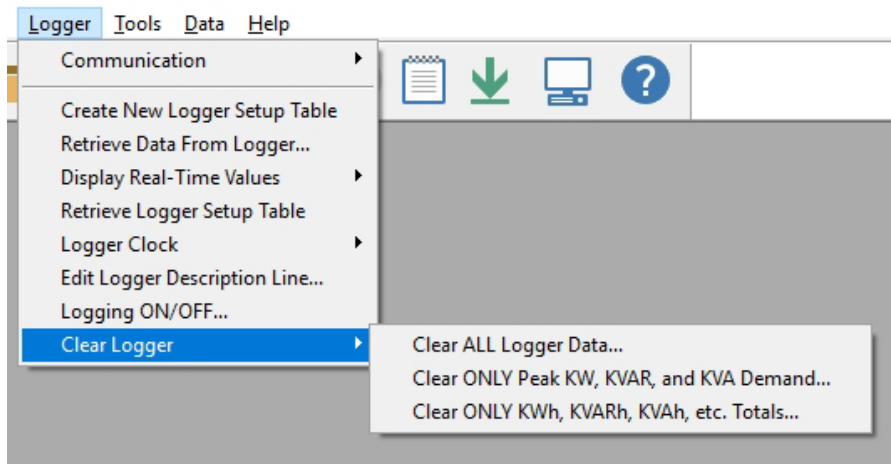 Logger Tools Data Help
Communication
Create New Logger Setup Table
Retrieve Data From Logger...
Display Real-Time Values
Retrieve Logger Setup Table
Logger Clock
Edit Logger Description Line...
Logging ON/OFF...
Clear Logger
Clear ALL Logger Data...
Clear ONLY Peak KW, KVAR, and KVA Demand...
Clear ONLY KWh, KVARh, KVAh, etc. Totals...
?